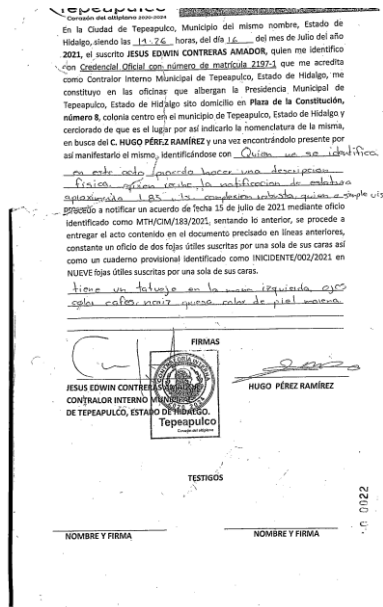 Tepeapulco
Corazón del altiplano 2020-2024
En la Ciudad de Tepeapulco, Municipio del mismo nombre, Estado de
Hidalgo, siendo las 14:26 horas, del día 16 del mes de Julio del año
2021, el suscrito JESUS EDWIN CONTRERAS AMADOR, quien me identifico
con Credencial Oficial con número de matrícula 2197-1 que me acredita
como Contralor Interno Municipal de Tepeapulco, Estado de Hidalgo, me
constituyo en las oficinas que albergan la Presidencia Municipal de
Tepeapulco, Estado de Hidalgo sito domicilio en Plaza de la Constitución,
número 8, colonia centro en el municipio de Tepeapulco, Estado de Hidalgo y
cerciorado de que es el lugar por así indicarlo la nomenclatura de la misma,
en busca del C. HUGO PÉREZ RAMÍREZ y una vez encontrándolo presente por
así manifestarlo el mismo, identificándose con Quien no se identifica
en este acto procedo hacer una descripcion
fisica, quien recibe la notificación de estatura
aproximada 1.85 complexion robusta, quien a simple vis
procedo a notificar un acuerdo de fecha 15 de julio de 2021 mediante oficio
identificado como MTH/CIM/183/2021, sentando lo anterior, se procede a
entregar el acto contenido en el documento precisado en líneas anteriores,
constante un oficio de dos fojas útiles suscritas por una sola de sus caras así
como un cuaderno provisional identificado como INICIDENTE/002/2021 en
NUEVE fojas útiles suscritas por una sola de sus caras.
tiene un tatuaje en la mano izquierda, ojos
color cafes, nariz gruesa color de piel morena
FIRMAS
JESUS EDWIN CONTRERAS AMADOR
CONTRALOR INTERNO MUNICIPAL
DE TEPEAPULCO, ESTADO DE HIDALGO.
HUGO PÉREZ RAMÍREZ
CONTRALORIA INTERNA
2020-2024
Tepeapulco
Corazón del altiplano
TESTIGOS
NOMBRE Y FIRMA
NOMBRE Y FIRMA
0022